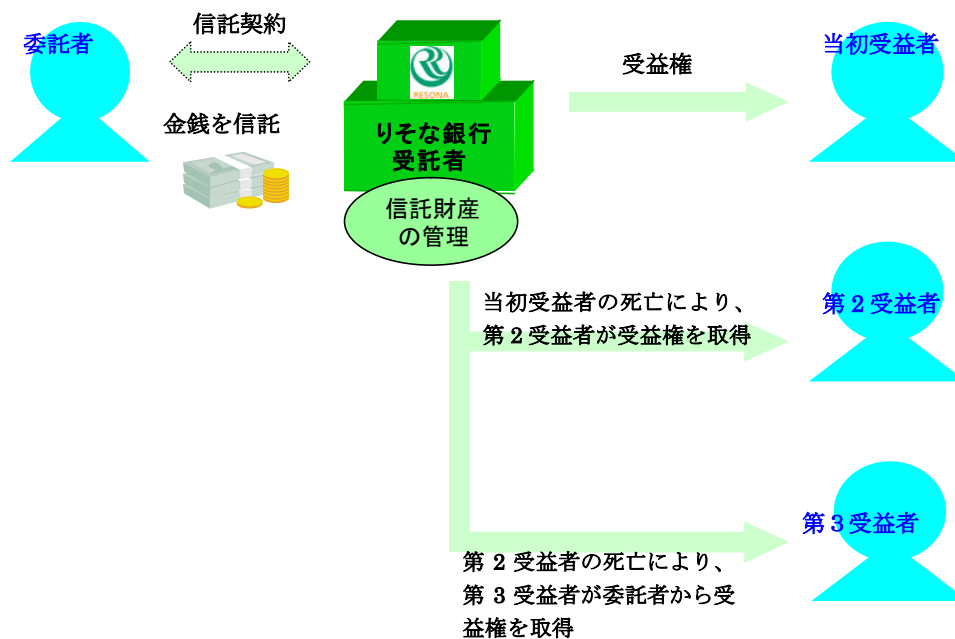 委託者
信託契約
金銭を信託
RESONA
りそな銀行
受託者
信託財産
の管理
受益権
当初受益者
当初受益者の死亡により、
第2受益者が受益権を取得
第2受益者
第3受益者
第 2 受益者の死亡により、
第 3 受益者が委託者から受
益権を取得